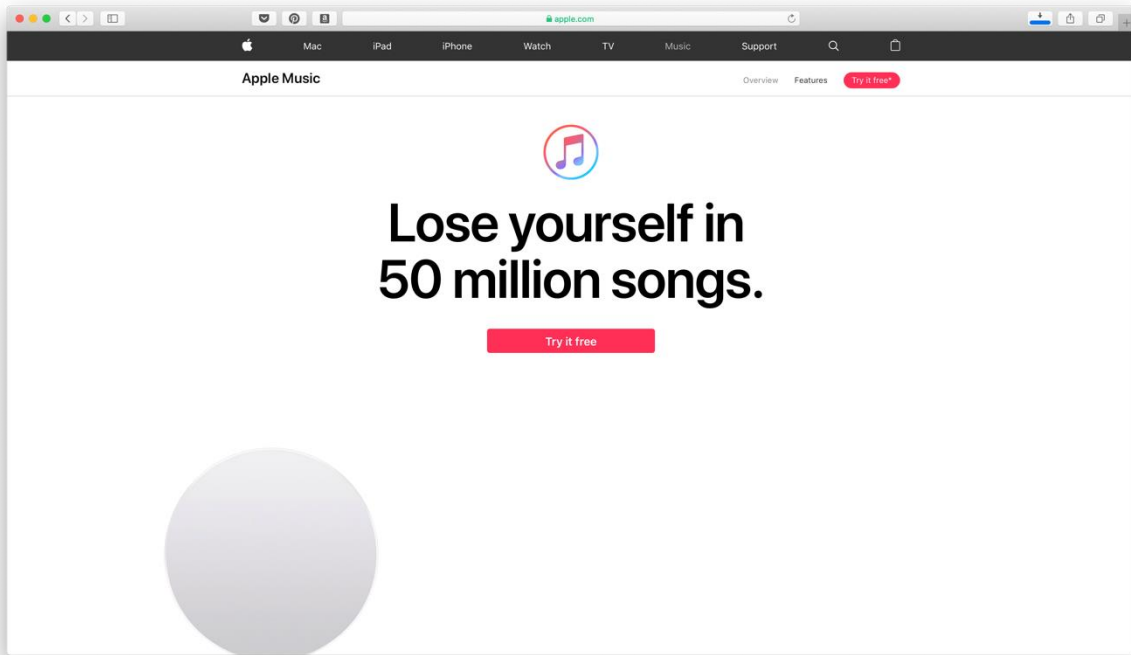 apple.com
Mac iPad iPhone Watch TV Music Support
Apple Music
Overview Features Try it free*
Lose yourself in
50 million songs.
Try it free